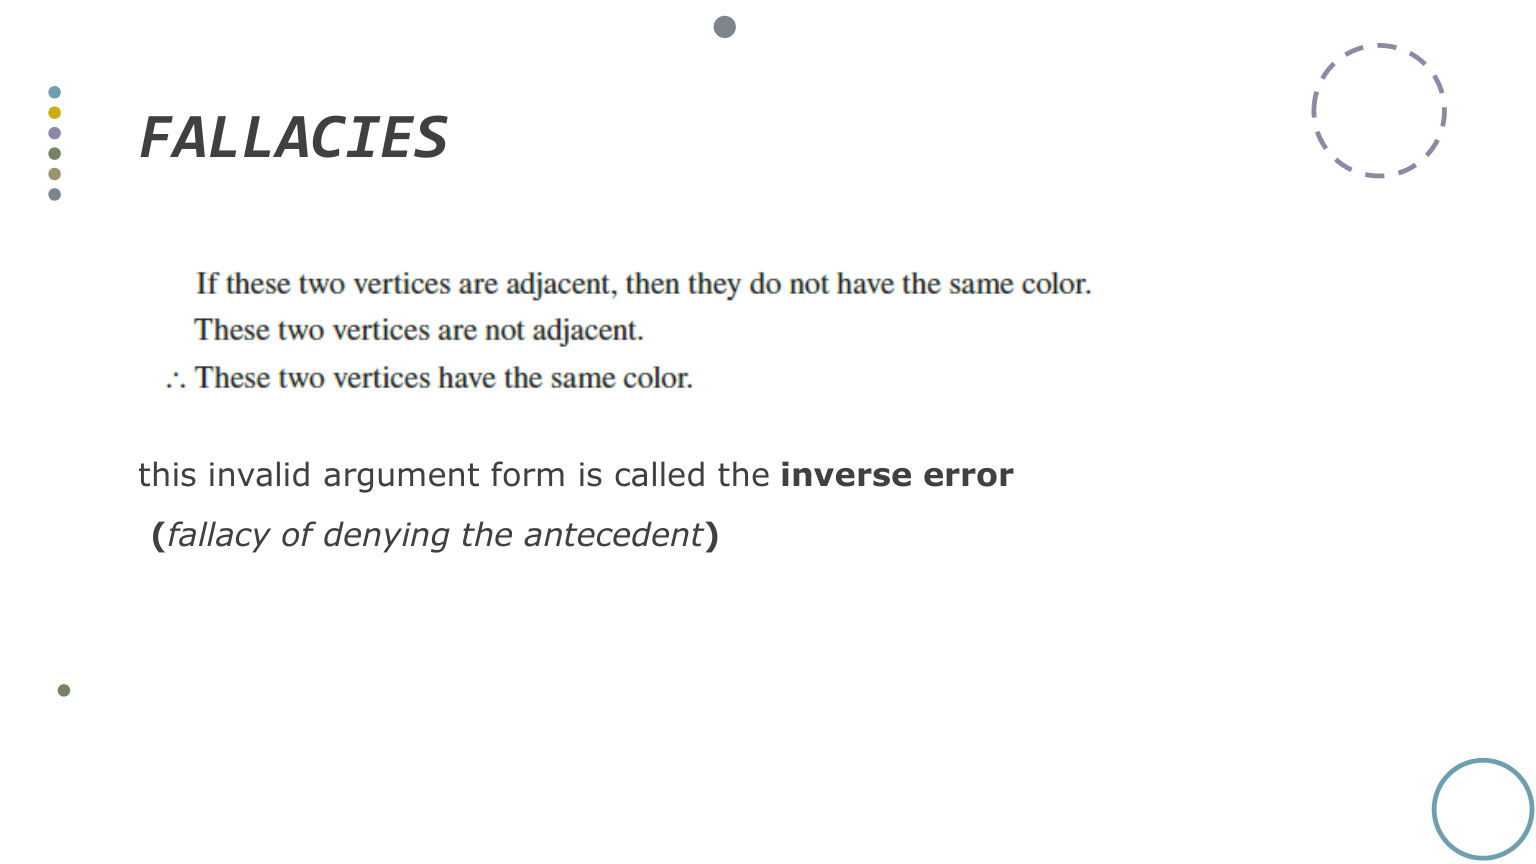 FALLACIES
If these two vertices are adjacent, then they do not have the same color.
These two vertices are not adjacent.
∴ These two vertices have the same color.
this invalid argument form is called the inverse error
(fallacy of denying the antecedent)